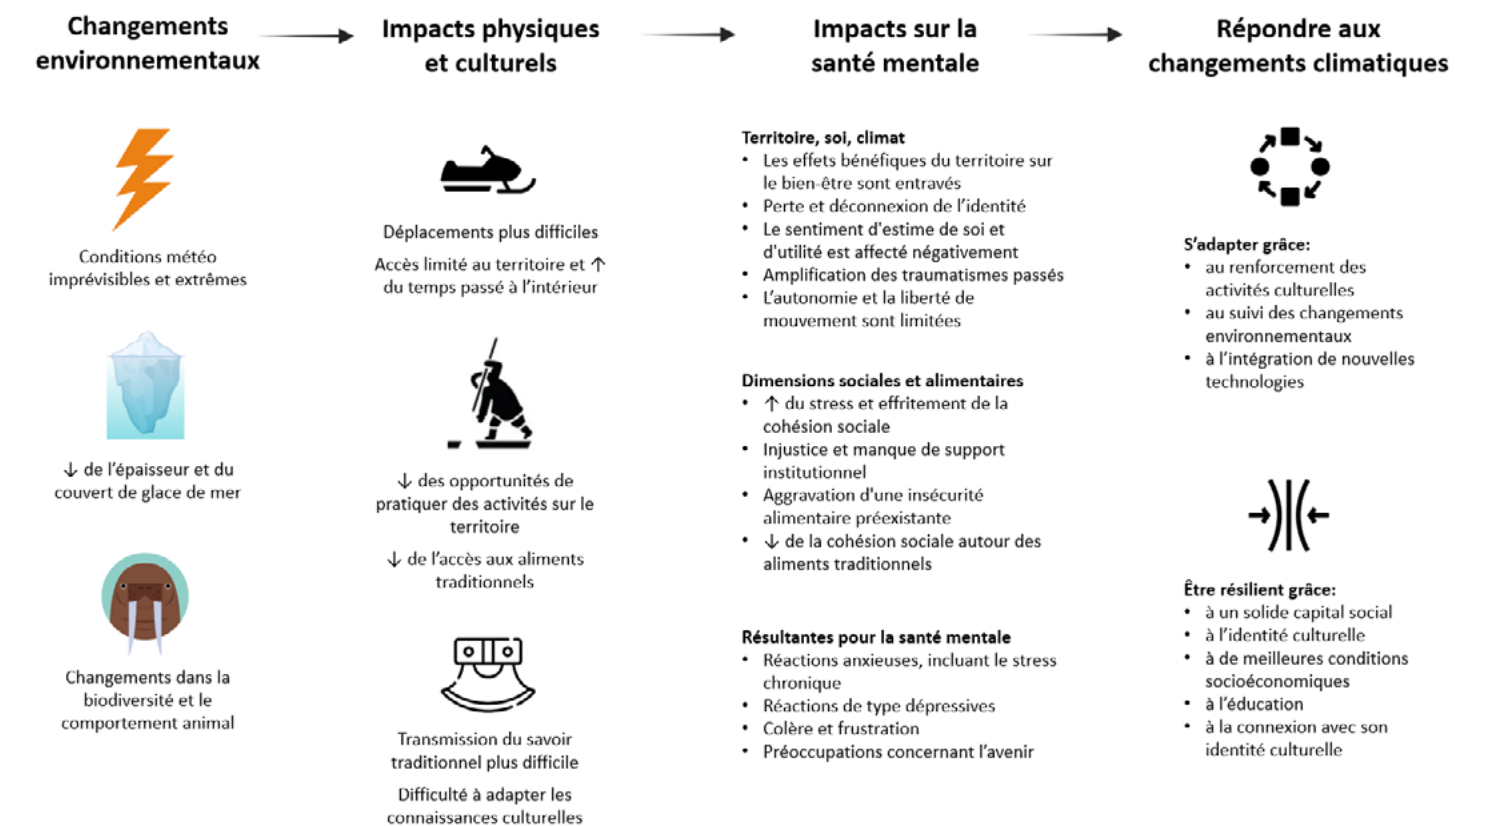 Changements
environnementaux
Impacts physiques
et culturels
Impacts sur la
santé mentale
Répondre aux
changements climatiques
Conditions météo
imprévisibles et extrêmes
↓ de l'épaisseur et du
couvert de glace de mer
Changements dans la
biodiversité et le
comportement animal
Déplacements plus difficiles
Accès limité au territoire et ↑
du temps passé à l'intérieur
↓ des opportunités de
pratiquer des activités sur le
territoire
↓ de l'accès aux aliments
traditionnels
Transmission du savoir
traditionnel plus difficile
Difficulté à adapter les
connaissances culturelles
Territoire, soi, climat
• Les effets bénéfiques du territoire sur
le bien-être sont entravés
• Perte et déconnexion de l'identité
• Le sentiment d'estime de soi et
d'utilité est affecté négativement
• Amplification des traumatismes passés
• L'autonomie et la liberté de
mouvement sont limitées
Dimensions sociales et alimentaires
• ↑ du stress et effritement de la
cohésion sociale
• Injustice et manque de support
institutionnel
• Aggravation d'une insécurité
alimentaire préexistante
• ↓ de la cohésion sociale autour des
aliments traditionnels
Résultantes pour la santé mentale
• Réactions anxieuses, incluant le stress
chronique
• Réactions de type dépressives
• Colère et frustration
• Préoccupations concernant l'avenir
S'adapter grâce:
• au renforcement des
activités culturelles
• au suivi des changements
environnementaux
• à l'intégration de nouvelles
technologies
Être résilient grâce:
• à un solide capital social
• à l'identité culturelle
• à de meilleures conditions
socioéconomiques
• à l'éducation
• à la connexion avec son
identité culturelle